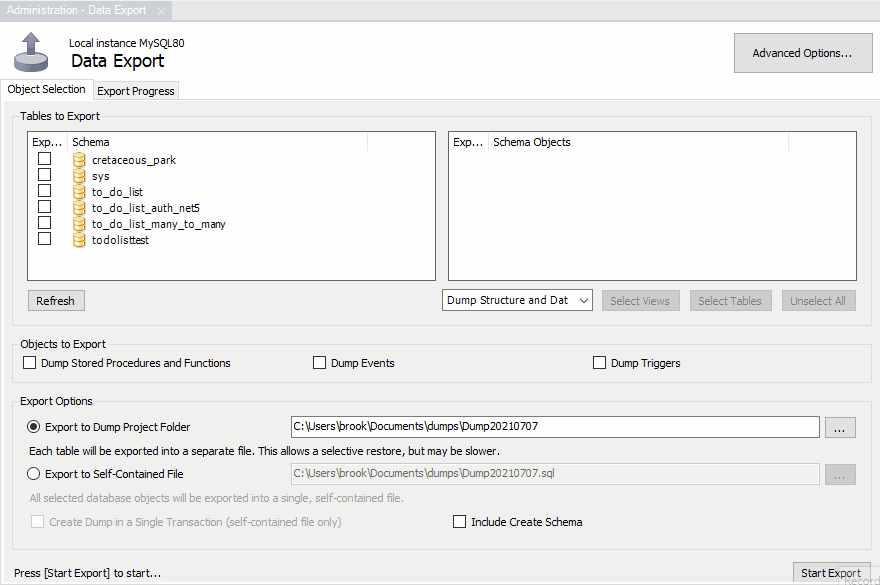 Administration - Data Export ×
Local instance MySQL80
Data Export
Advanced Options...
Object Selection Export Progress
Tables to Export
Exp... Schema
cretaceous_park
sys
to_do_list
to_do_list_auth_net5
to_do_list_many_to_many
todolisttest
Exp... Schema Objects
Refresh
Dump Structure and Dat
Select Views
Select Tables
Unselect All
Objects to Export
Dump Stored Procedures and Functions
Dump Events
Dump Triggers
Export Options
Export to Dump Project Folder
C:\Users\brook\Documents\dumps\Dump20210707
...
Each table will be exported into a separate file. This allows a selective restore, but may be slower.
Export to Self-Contained File
C:\Users\brook\Documents\dumps\Dump20210707.sql
...
All selected database objects will be exported into a single, self-contained file.
Create Dump in a Single Transaction (self-contained file only)
Include Create Schema
Press [Start Export] to start...
Start Export